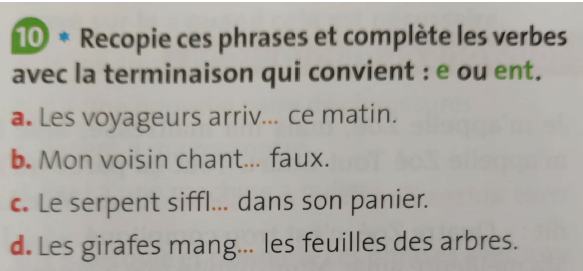 10 * Recopie ces phrases et complète les verbes
avec la terminaison qui convient : e ou ent.
a. Les voyageurs arriv... ce matin.
b. Mon voisin chant... faux.
c. Le serpent siffl... dans son panier.
d. Les girafes mang... les feuilles des arbres.